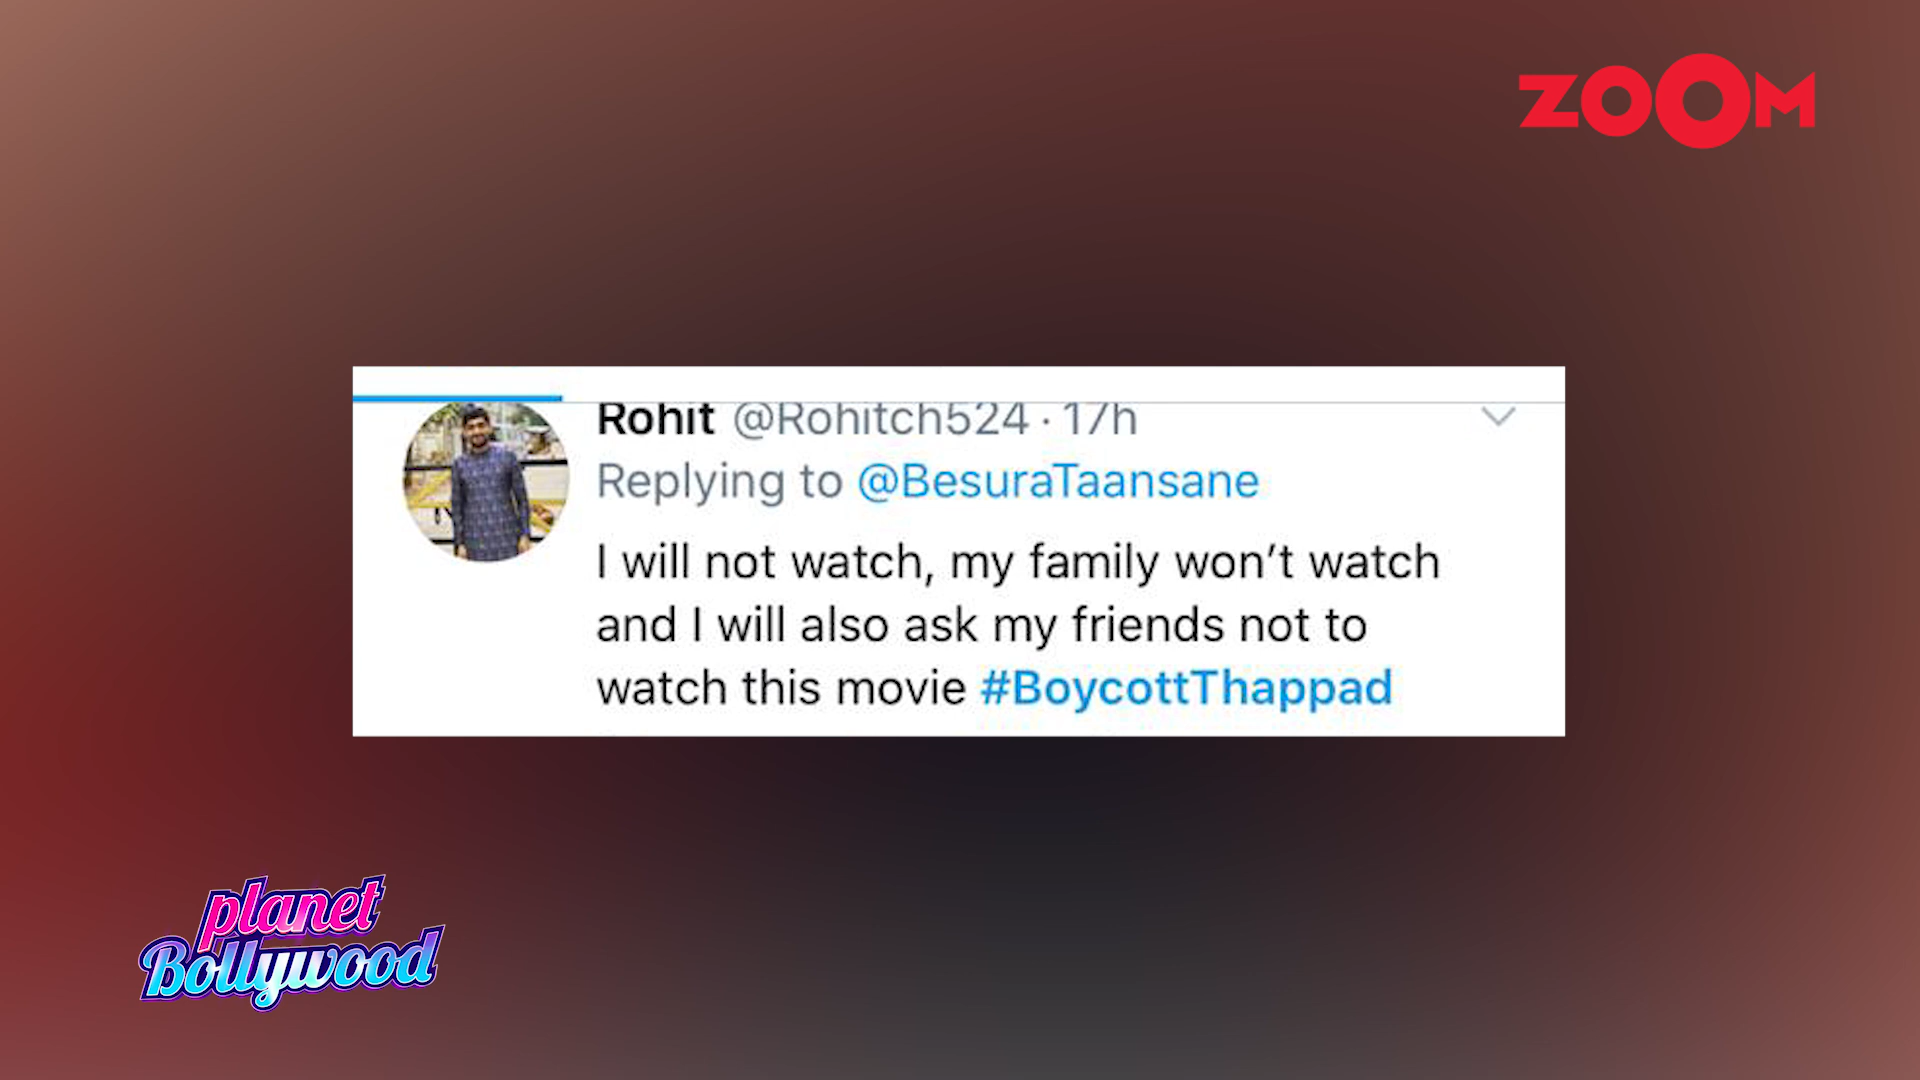 ZOOM
Rohit @Rohitch524 · 17h
Replying to @BesuraTaansane
I will not watch, my family won’t watch
and I will also ask my friends not to
watch this movie #BoycottThappad
planet
Bollywood